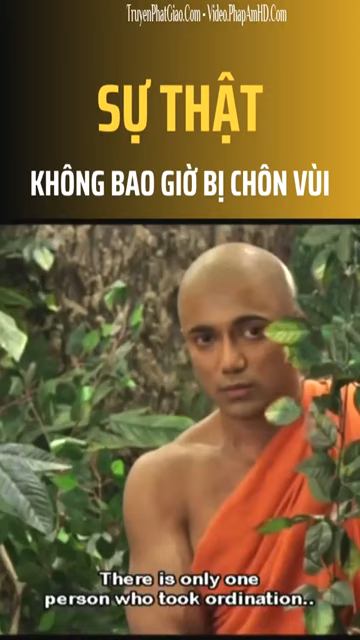 TruyenPhatGiao.Com - Video.PhapAmHD.Com
SỰ THẬT
KHÔNG BAO GIỜ BỊ CHÔN VÙI
There is only one
person who took ordination..